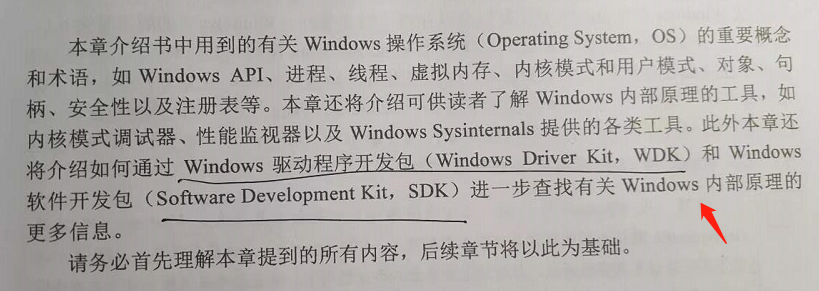 本章介绍书中用到的有关 Windows 操作系统（Operating System，OS）的重要概念
和术语，如 Windows API、进程、线程、虚拟内存、内核模式和用户模式、对象、句
柄、安全性以及注册表等。本章还将介绍可供读者了解 Windows 内部原理的工具，如
内核模式调试器、性能监视器以及 Windows Sysinternals 提供的各类工具。此外本章还
将介绍如何通过 Windows 驱动程序开发包（Windows Driver Kit，WDK）和 Windows
软件开发包（Software Development Kit，SDK）进一步查找有关 Windows 内部原理的
更多信息。
请务必首先理解本章提到的所有内容，后续章节将以此为基础。